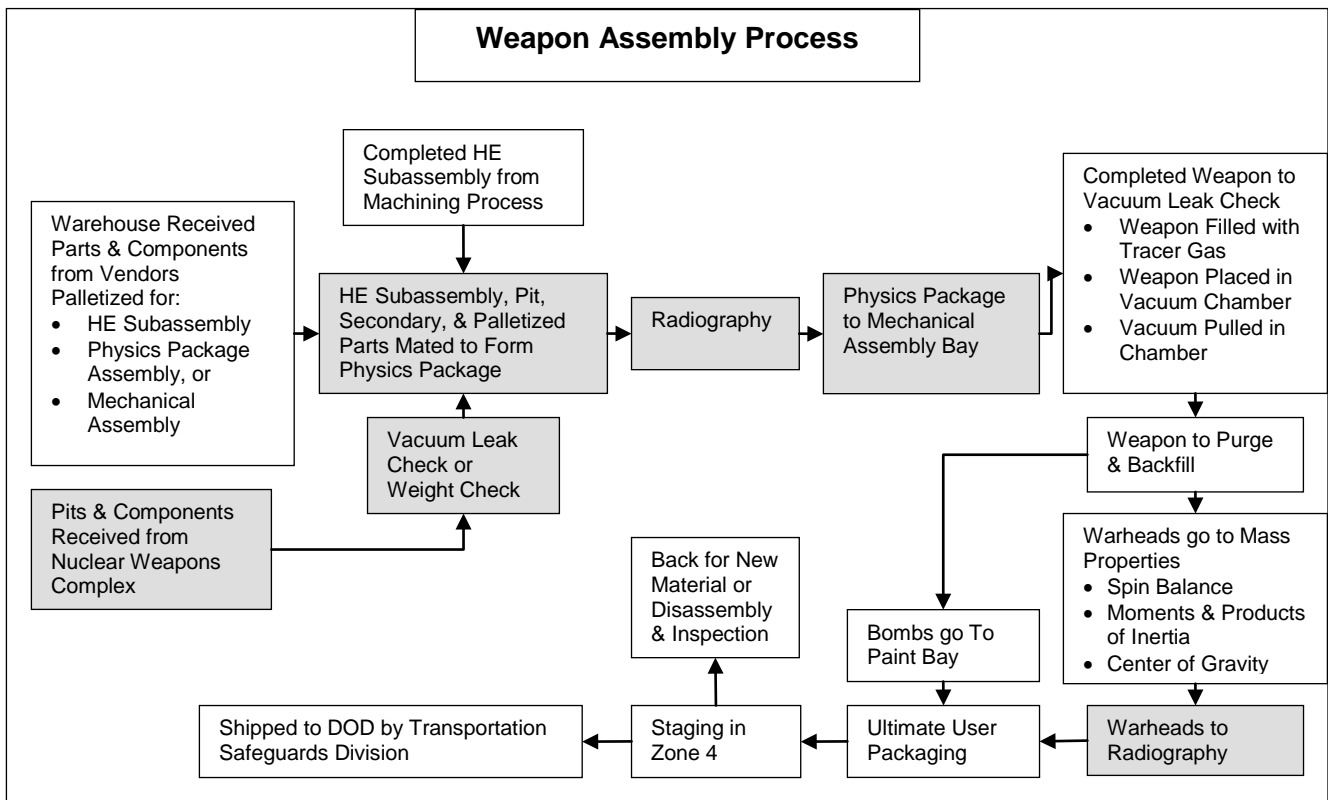 Weapon Assembly Process
Completed HE
Subassembly from
Machining Process
Warehouse Received
Parts & Components
from Vendors
Palletized for:
• HE Subassembly
• Physics Package
Assembly, or
• Mechanical
Assembly
HE Subassembly, Pit,
Secondary, & Palletized
Parts Mated to Form
Physics Package
Radiography
Physics Package
to Mechanical
Assembly Bay
Completed Weapon to
Vacuum Leak Check
• Weapon Filled with
Tracer Gas
• Weapon Placed in
Vacuum Chamber
• Vacuum Pulled in
Chamber
Vacuum Leak
Check or
Weight Check
Pits & Components
Received from
Nuclear Weapons
Complex
Weapon to Purge
& Backfill
Warheads go to Mass
Properties
• Spin Balance
• Moments & Products
of Inertia
• Center of Gravity
Back for New
Material or
Disassembly
& Inspection
Bombs go To
Paint Bay
Shipped to DOD by Transportation
Safeguards Division
Staging in
Zone 4
Ultimate User
Packaging
Warheads to
Radiography